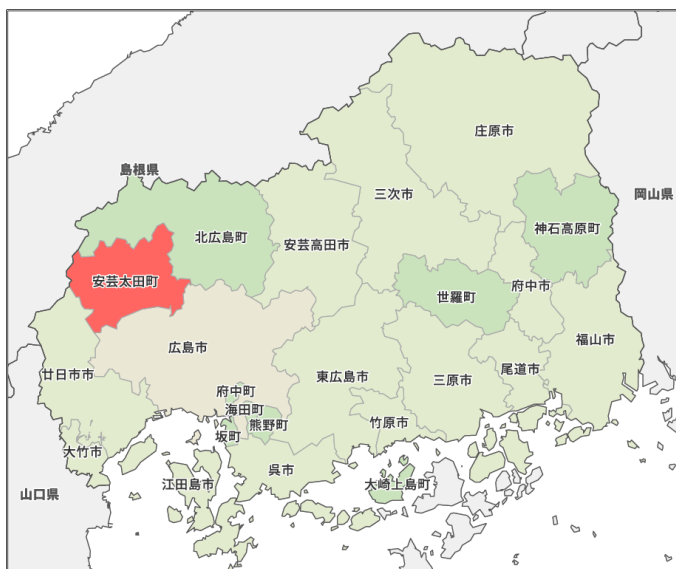 庄原市
島根県
三次市
岡山県
神石高原町
北広島町
安芸高田市
安芸太田町
府中市
世羅町
福山市
広島市
尾道市
廿日市市
東広島市
三原市
府中町
海田町
熊野町
竹原市
坂町
大竹市
呉市
江田島市
大崎上島町
山口県